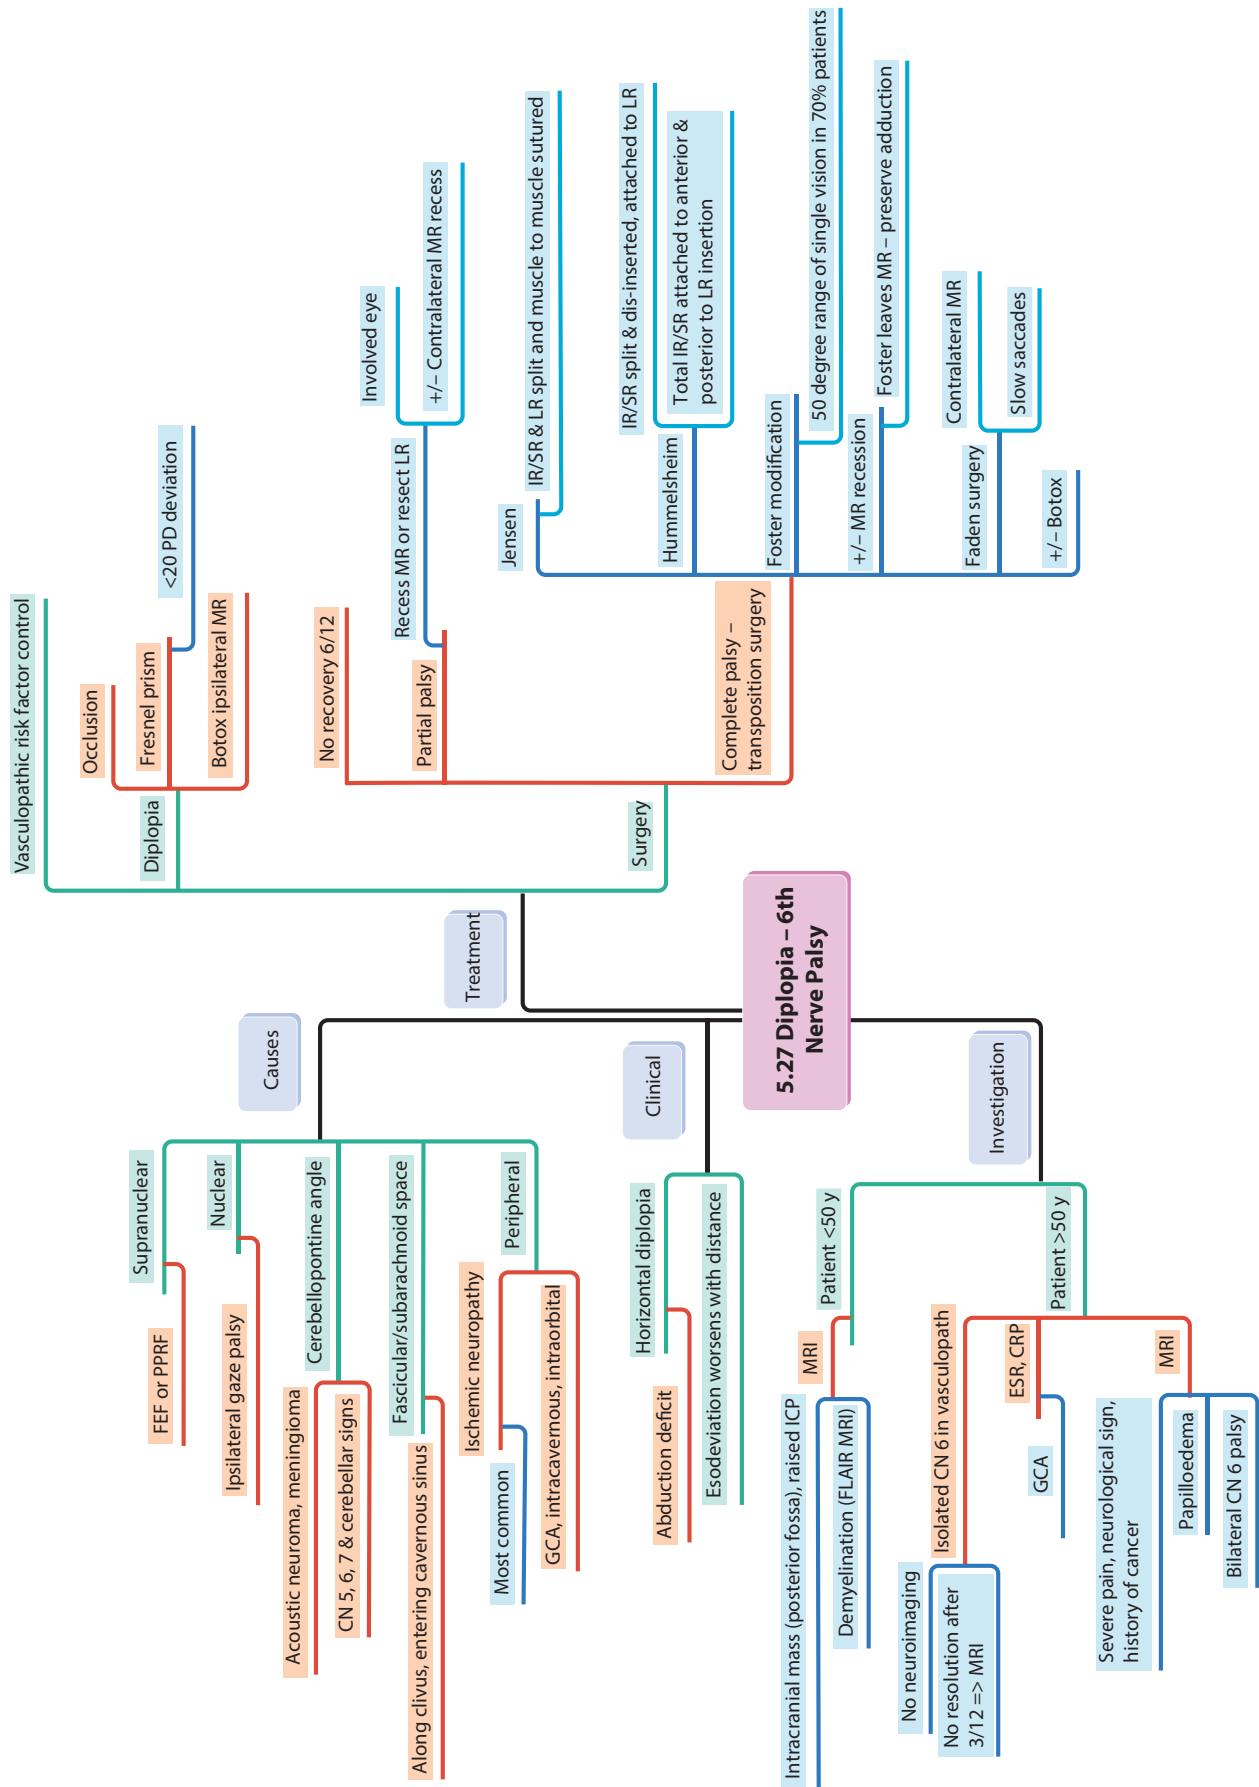 5.27 Diplopia – 6th
Nerve Palsy
Causes
Supranuclear
FEF or PPRF
Nuclear
Ipsilateral gaze palsy
Cerebellopontine angle
Acoustic neuroma, meningioma
CN 5, 6, 7 & cerebellar signs
Fascicular/subarachnoid space
Along clivus, entering cavernous sinus
Peripheral
Ischemic neuropathy
Most common
GCA, intracavernous, intraorbital
Clinical
Horizontal diplopia
Abduction deficit
Esodeviation worsens with distance
Investigation
Patient <50 y
MRI
Intracranial mass (posterior fossa), raised ICP
Demyelination (FLAIR MRI)
Patient >50 y
Isolated CN 6 in vasculopath
No neuroimaging
No resolution after
3/12 => MRI
ESR, CRP
GCA
MRI
Severe pain, neurological sign,
history of cancer
Papilloedema
Bilateral CN 6 palsy
Treatment
Vasculopathic risk factor control
Diplopia
Occlusion
Fresnel prism
<20 PD deviation
Botox ipsilateral MR
Surgery
No recovery 6/12
Partial palsy
Recess MR or resect LR
Involved eye
+/– Contralateral MR recess
Complete palsy –
transposition surgery
Jensen
IR/SR & LR split and muscle to muscle sutured
Hummelsheim
IR/SR split & dis-inserted, attached to LR
Total IR/SR attached to anterior &
posterior to LR insertion
Foster modification
50 degree range of single vision in 70% patients
+/– MR recession
Foster leaves MR – preserve adduction
Faden surgery
Contralateral MR
Slow saccades
+/– Botox